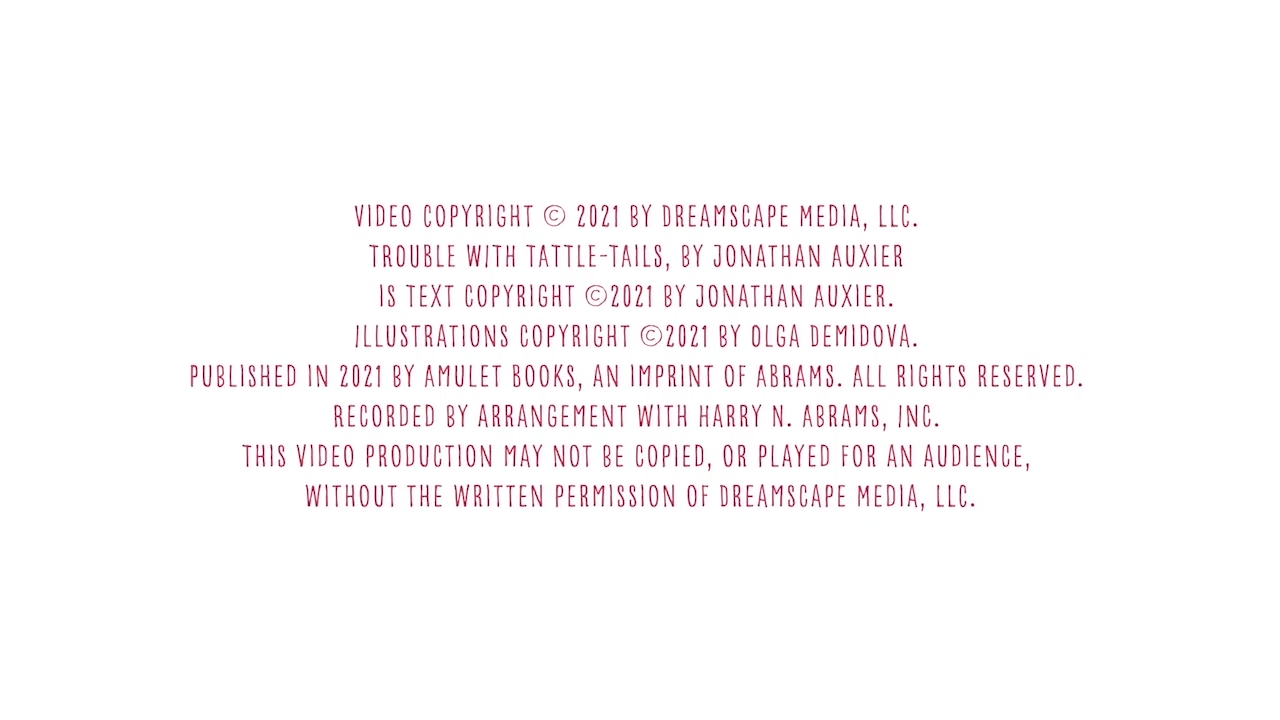 VIDEO COPYRIGHT © 2021 BY DREAMSCAPE MEDIA, LLC.
TROUBLE WITH TATTLE-TAILS, BY JONATHAN AUXIER
IS TEXT COPYRIGHT ©2021 BY JONATHAN AUXIER.
ILLUSTRATIONS COPYRIGHT ©2021 BY OLGA DEMIDOVA.
PUBLISHED IN 2021 BY AMULET BOOKS, AN IMPRINT OF ABRAMS. ALL RIGHTS RESERVED.
RECORDED BY ARRANGEMENT WITH HARRY N. ABRAMS, INC.
THIS VIDEO PRODUCTION MAY NOT BE COPIED, OR PLAYED FOR AN AUDIENCE,
WITHOUT THE WRITTEN PERMISSION OF DREAMSCAPE MEDIA, LLC.